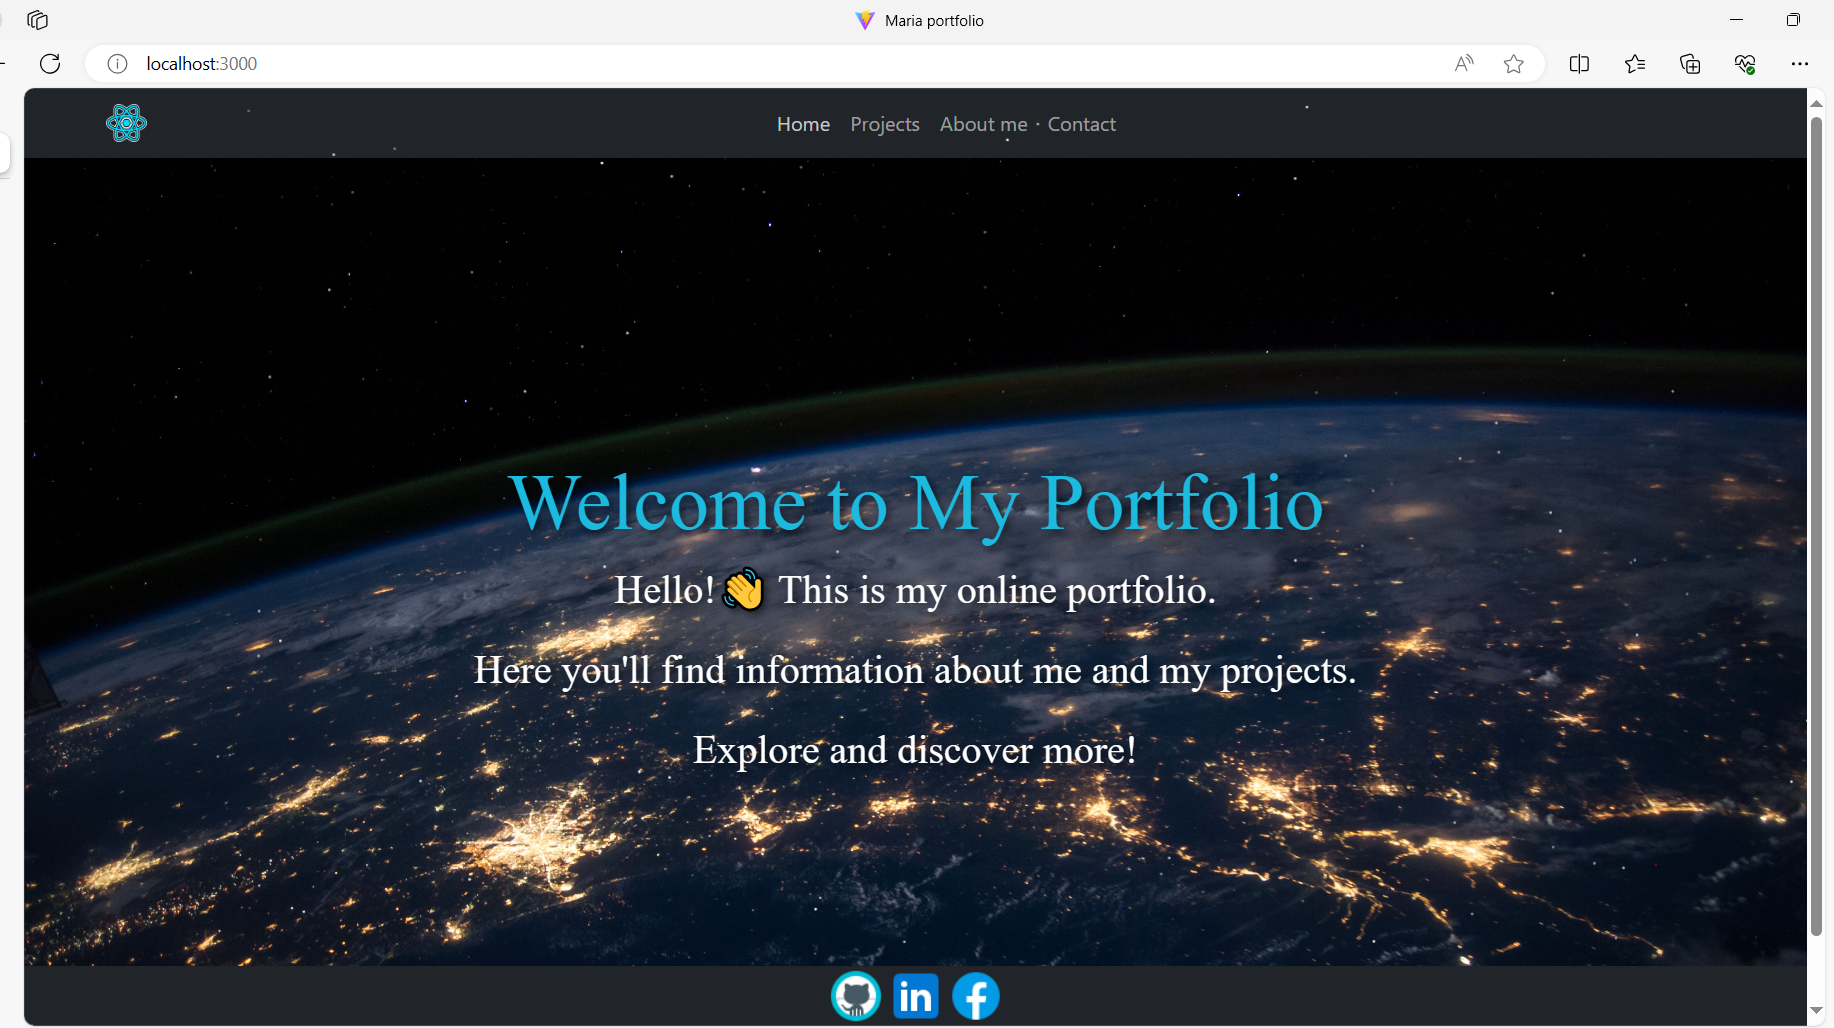 Maria portfolio
localhost:3000
Home Projects About me Contact
Welcome to My Portfolio
Hello!👋 This is my online portfolio.
Here you'll find information about me and my projects.
Explore and discover more!
in
f